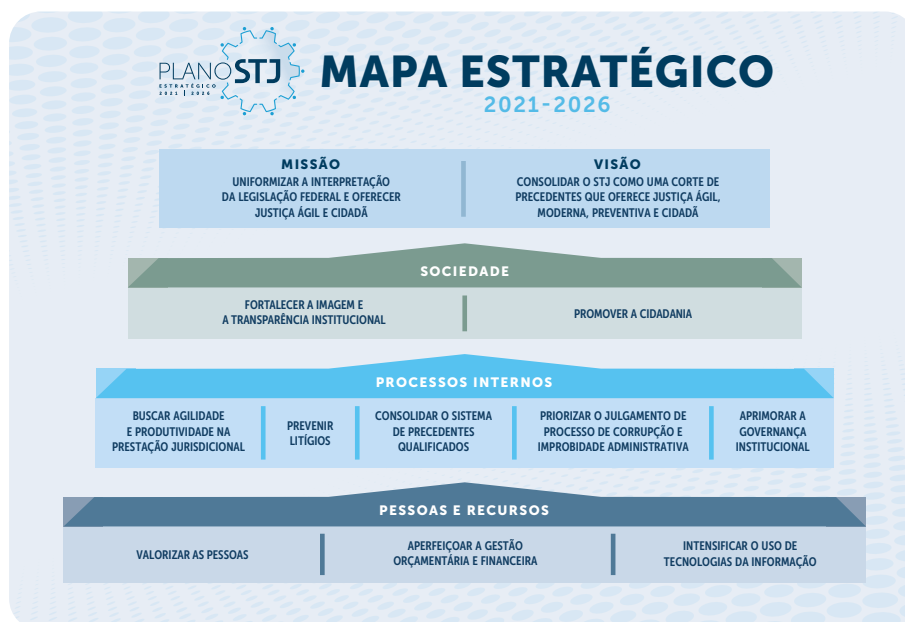 PLANO STJ
ESTRATÉGICO
2021 | 2026
MAPA ESTRATÉGICO
2021-2026
MISSÃO
UNIFORMIZAR A INTERPRETAÇÃO
DA LEGISLAÇÃO FEDERAL E OFERECER
JUSTIÇA ÁGIL E CIDADÃ
VISÃO
CONSOLIDAR O STJ COMO UMA CORTE DE
PRECEDENTES QUE OFERECE JUSTIÇA ÁGIL,
MODERNA, PREVENTIVA E CIDADÃ
SOCIEDADE
FORTALECER A IMAGEM E
A TRANSPARÊNCIA INSTITUCIONAL
PROMOVER A CIDADANIA
PROCESSOS INTERNOS
BUSCAR AGILIDADE
E PRODUTIVIDADE NA
PRESTAÇÃO JURISDICIONAL
PREVENIR
LITÍGIOS
CONSOLIDAR O SISTEMA
DE PRECEDENTES
QUALIFICADOS
PRIORIZAR O JULGAMENTO DE
PROCESSO DE CORRUPÇÃO E
IMPROBIDADE ADMINISTRATIVA
APRIMORAR A
GOVERNANÇA
INSTITUCIONAL
PESSOAS E RECURSOS
VALORIZAR AS PESSOAS
APERFEIÇOAR A GESTÃO
ORÇAMENTÁRIA E FINANCEIRA
INTENSIFICAR O USO DE
TECNOLOGIAS DA INFORMAÇÃO